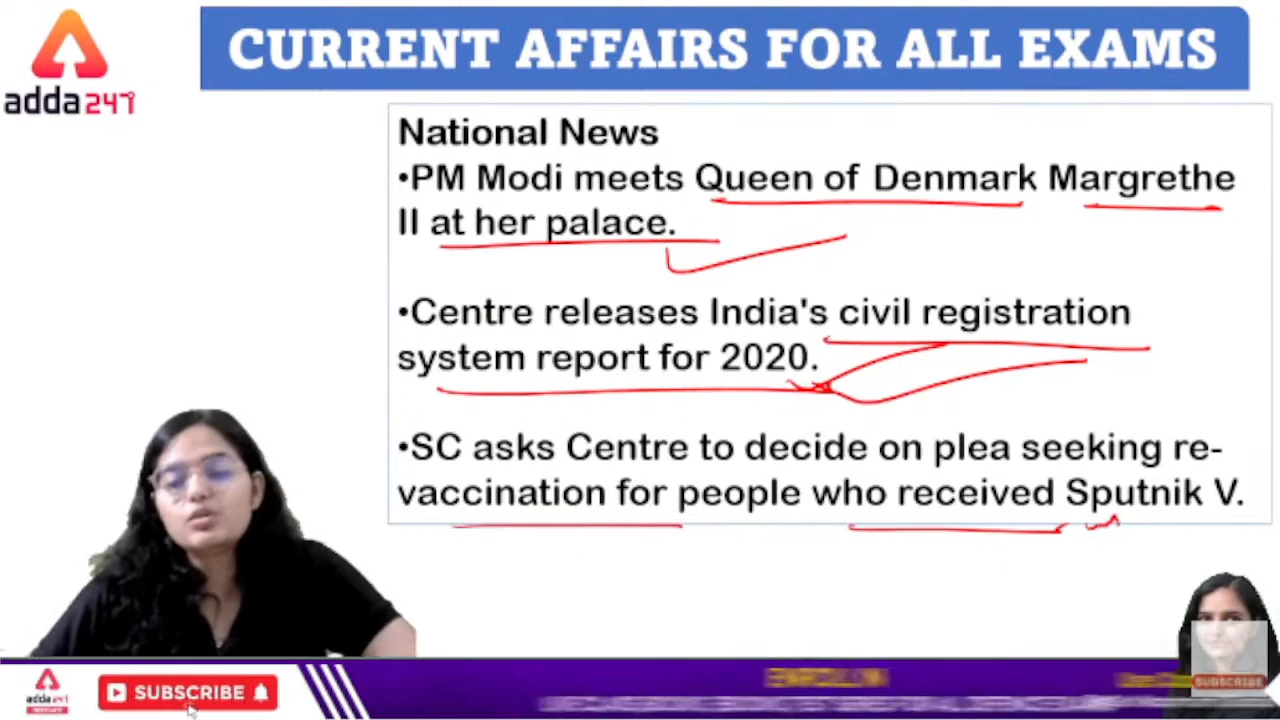 adda247
CURRENT AFFAIRS FOR ALL EXAMS
National News
•PM Modi meets Queen of Denmark Margrethe
II at her palace.
•Centre releases India's civil registration
system report for 2020.
•SC asks Centre to decide on plea seeking re-
vaccination for people who received Sputnik V.
adda247
SUBSCRIBE
SUBSCRIBE